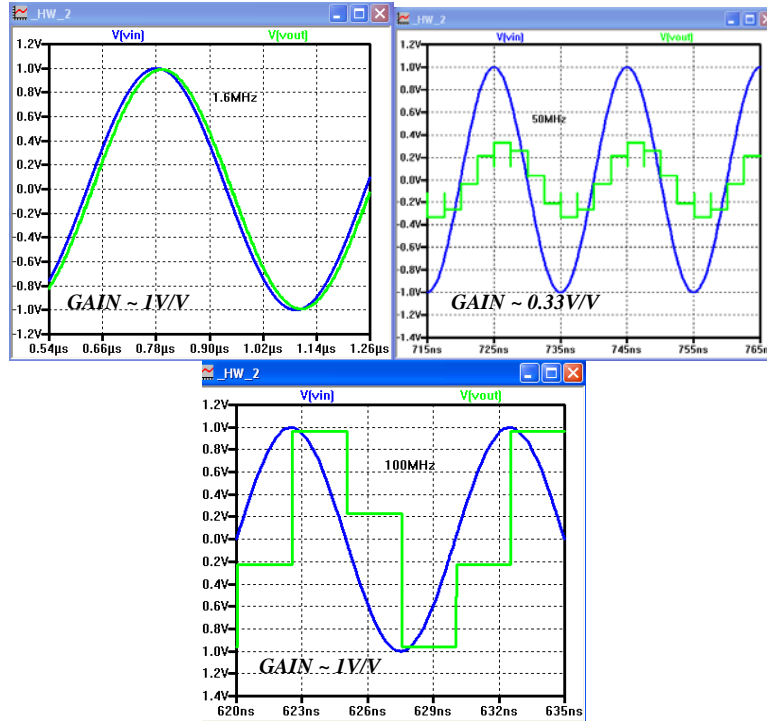 _HW_2
V(vin) V(vout)
1.2V
1.0V
0.8V
0.6V
0.4V
0.2V
0.0V
-0.2V
-0.4V
-0.6V
-0.8V
-1.0V
-1.2V
1.6MHz
GAIN ~ 1V/V
0.54µs 0.66µs 0.78µs 0.90µs 1.02µs 1.14µs 1.26µs
_HW_2
V(vin) V(vout)
1.2V
1.0V
0.8V
0.6V
0.4V
0.2V
0.0V
-0.2V
-0.4V
-0.6V
-0.8V
-1.0V
-1.2V
-1.4V
50MHz
GAIN ~ 0.33V/V
715ns 725ns 735ns 745ns 755ns 765ns
_HW_2
V(vin) V(vout)
1.2V
1.0V
0.8V
0.6V
0.4V
0.2V
0.0V
0.2V
0.4V
0.6V
0.8V
1.0V
1.2V
1.4V
100MHz
GAIN ~ 1V/V
620ns 623ns 626ns 629ns 632ns 635ns